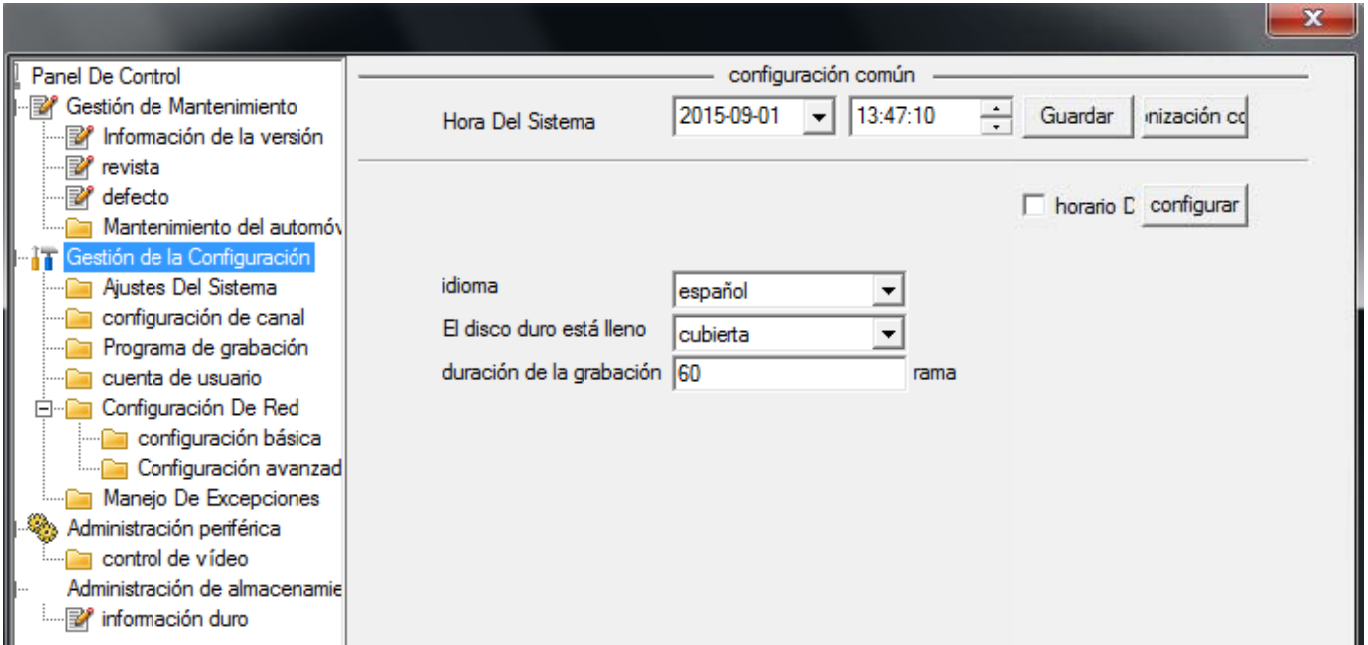 Panel De Control
Gestión de Mantenimiento
Información de la versión
revista
defecto
Mantenimiento del automóv
Gestión de la Configuración
Ajustes Del Sistema
configuración de canal
Programa de grabación
cuenta de usuario
Configuración De Red
configuración básica
Configuración avanzad
Manejo De Excepciones
Administración periférica
control de vídeo
Administración de almacenamie
información duro
configuración común
Hora Del Sistema 2015-09-01 13:47:10 Guardar nización co
horario D configurar
idioma español
El disco duro está lleno cubierta
duración de la grabación 60 rama